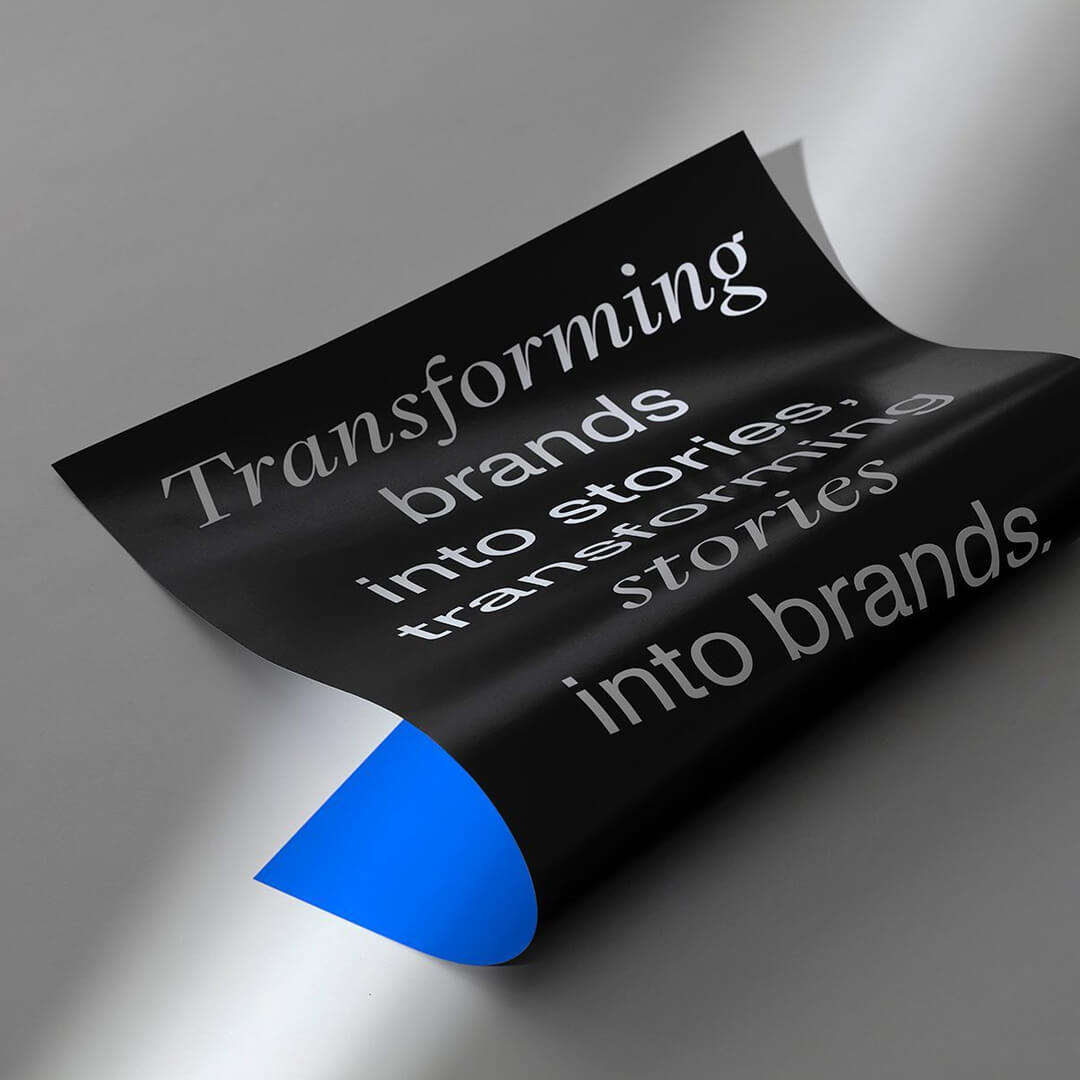 Transforming
brands
into stories,
transforming
stories
into brands.